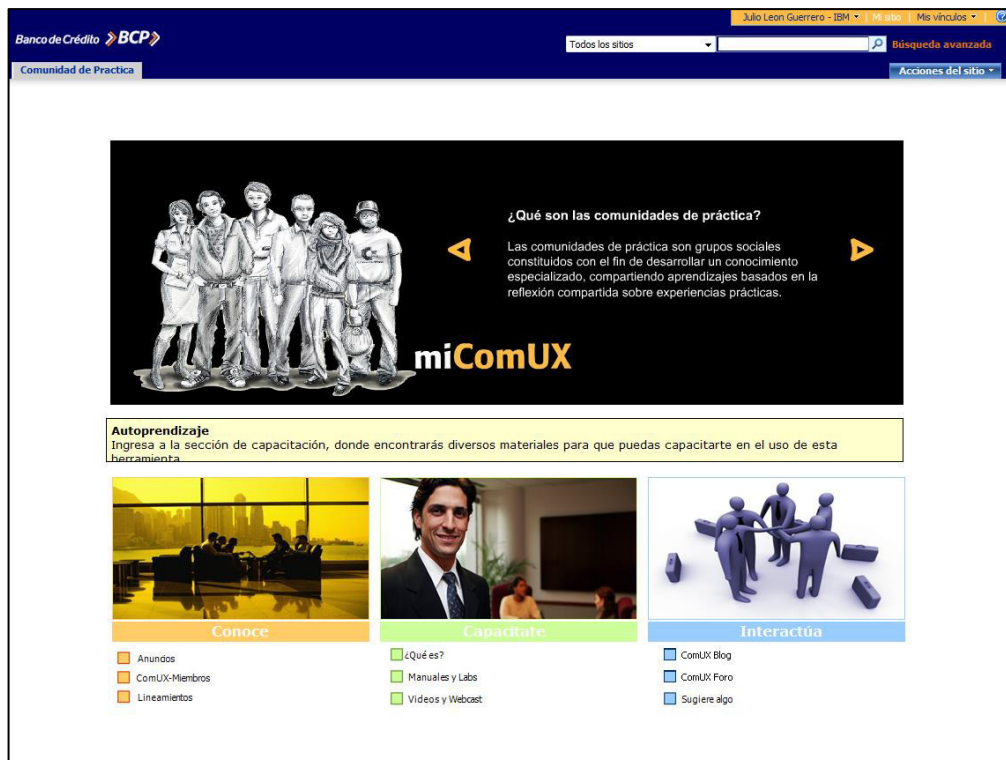 Julio Leon Guerrero - IBM | Mi sitio | Mis vínculos |
Banco de Crédito BCP
Todos los sitios
Búsqueda avanzada
Comunidad de Practica
Acciones del sitio
¿Qué son las comunidades de práctica?
Las comunidades de práctica son grupos sociales
constituidos con el fin de desarrollar un conocimiento
especializado, compartiendo aprendizajes basados en la
reflexión compartida sobre experiencias prácticas.
miComUX
Autoprendizaje
Ingresa a la sección de capacitación, donde encontrarás diversos materiales para que puedas capacitarte en el uso de esta
herramienta
Conoce
Anuncios
ComUX-Miembros
Lineamientos
Capacítate
¿Qué es?
Manuales y Labs
Videos y Webcast
Interactúa
ComUX Blog
ComUX Foro
Sugiere algo